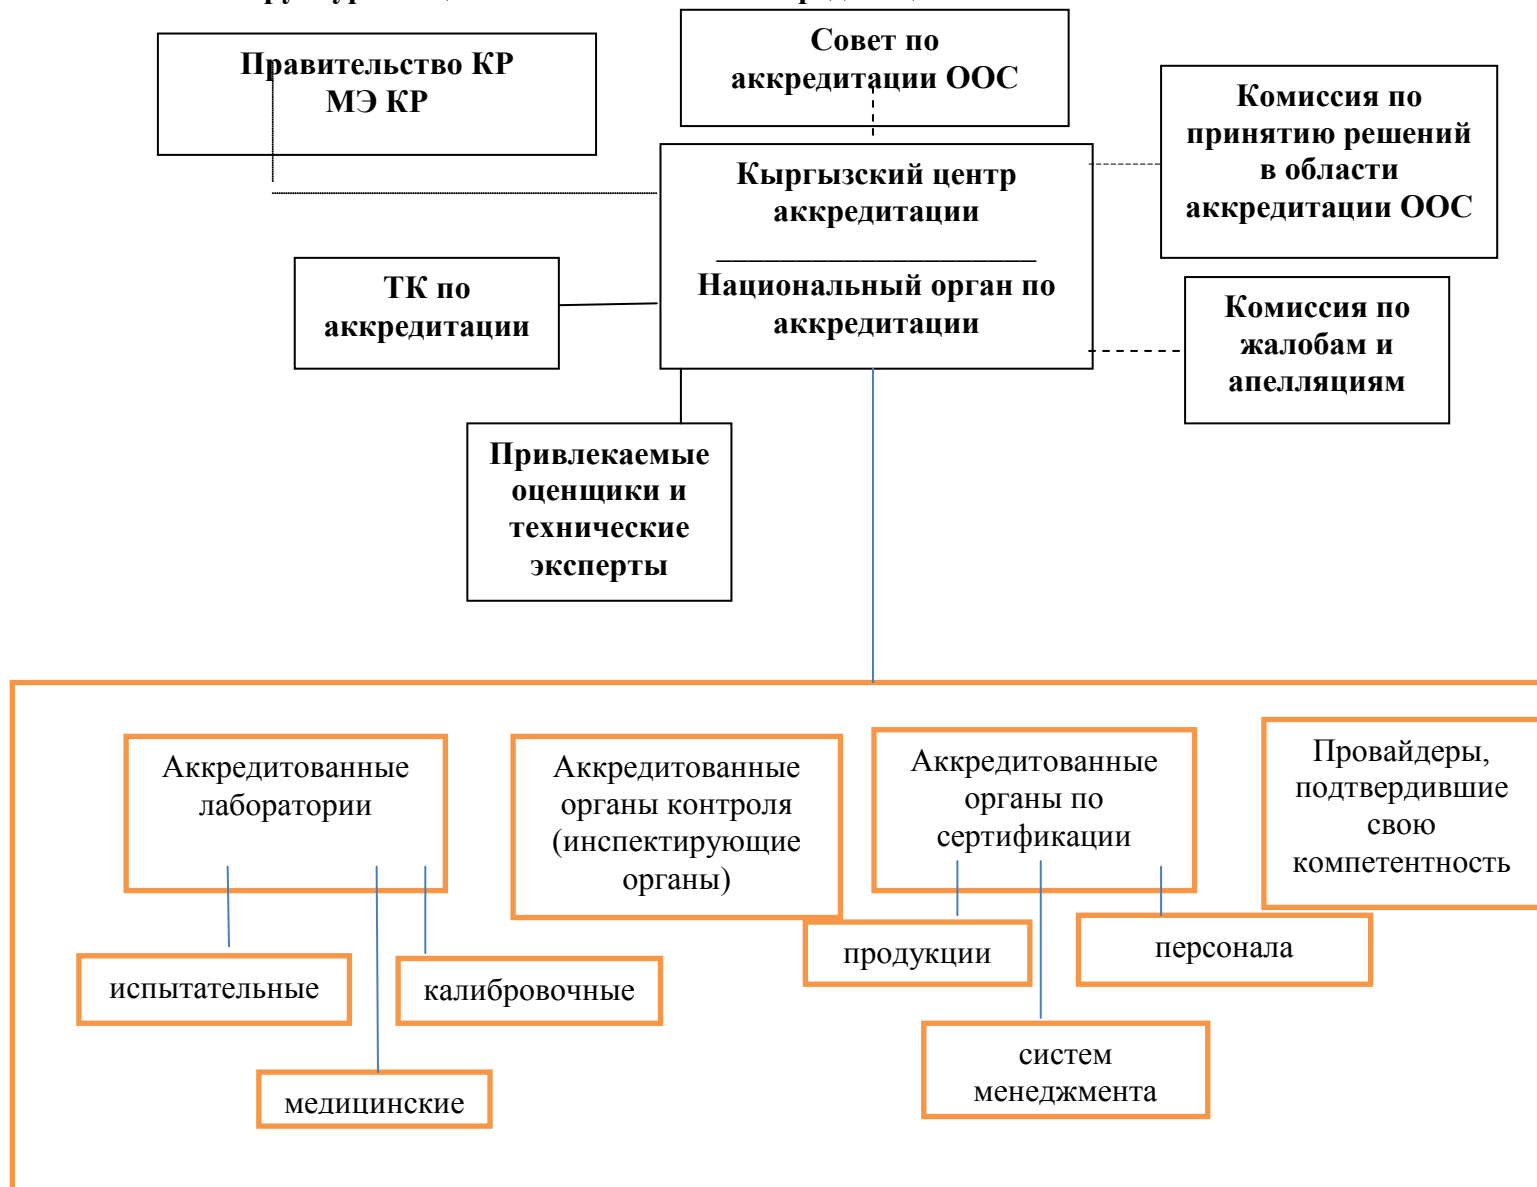 Правительство КР
МЭ КР
Совет по
аккредитации ООС
Комиссия по
принятию решений
в области
аккредитации ООС
Кыргызский центр
аккредитации
Национальный орган по
аккредитации
ТК по
аккредитации
Комиссия по
жалобам и
апелляциям
Привлекаемые
оценщики и
технические
эксперты
Аккредитованные
лаборатории
испытательные
медицинские
калибровочные
Аккредитованные
органы контроля
(инспектирующие
органы)
Аккредитованные
органы по
сертификации
продукции
систем
менеджмента
персонала
Провайдеры,
подтвердившие
свою
компетентность